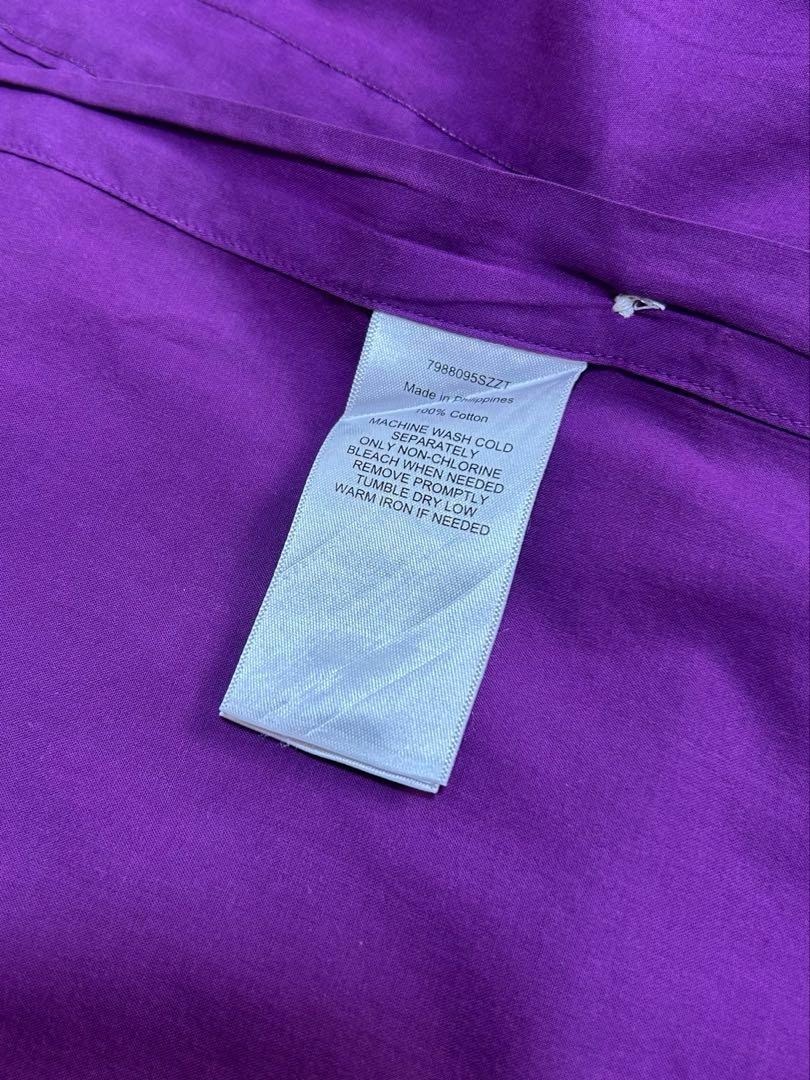 7988095SZZT
Made in Philippines
100% Cotton
MACHINE WASH COLD
SEPARATELY
ONLY NON-CHLORINE
BLEACH WHEN NEEDED
REMOVE PROMPTLY
TUMBLE DRY LOW
WARM IRON IF NEEDED